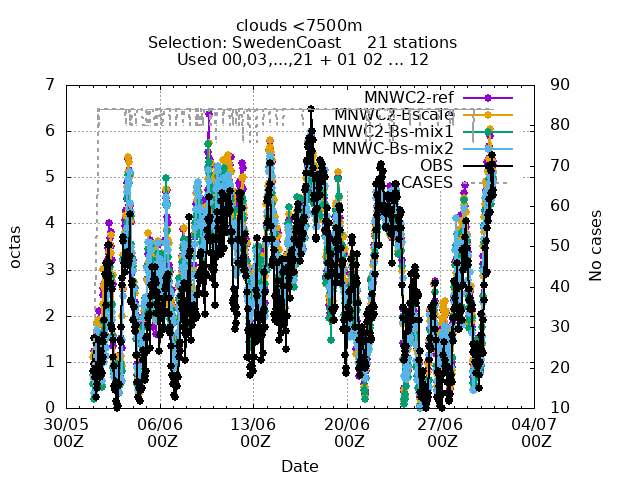 clouds <7500m
Selection: SwedenCoast 21 stations
Used 00,03,...,21 + 01 02 ... 12
7 90
MNWC2-ref
MNWC2-Bscale
6 80
MNWC2-Bs-mix1
MNWC-Bs-mix2
OBS
70
CASES
5
60
4
50
octas
No cases
3
40
2
30
1
20
0 10
30/05 06/06 13/06 20/06 27/06 04/07
00Z 00Z 00Z 00Z 00Z 00Z
Date